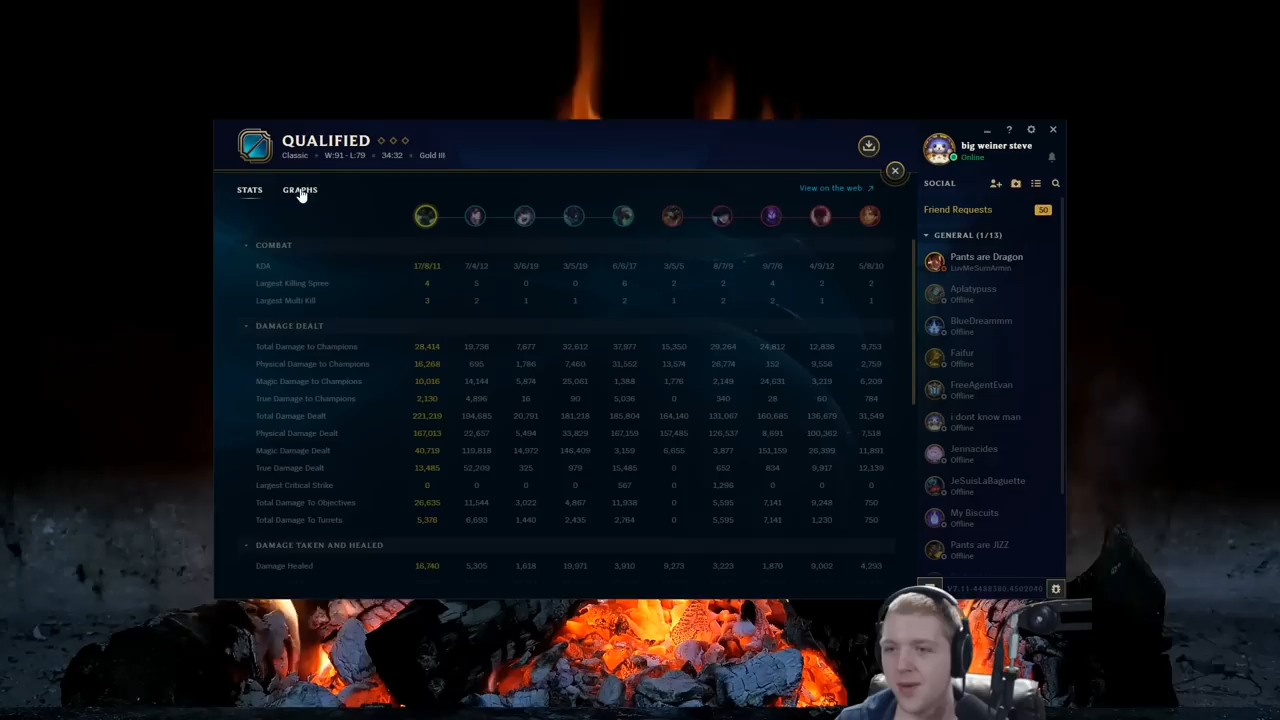 QUALIFIED
Classic • W:91 - L:79 • 34:32 • Gold III
big weiner steve
Online
STATS GRAPHS View on the web
SOCIAL
Friend Requests 50
GENERAL (1/13)
COMBAT
KDA 17/8/11 7/4/12 3/6/19 3/5/19 6/6/17 3/5/5 8/7/9 9/7/6 4/9/12 5/8/10
Largest Killing Spree 4 5 0 0 6 2 2 4 2 2
Largest Multi Kill 3 2 1 1 2 1 2 2 1 1
DAMAGE DEALT
Total Damage to Champions 28,414 19,736 7,677 32,612 37,977 15,350 29,264 24,812 12,836 9,753
Physical Damage to Champions 16,268 695 1,786 7,460 31,552 13,574 26,774 152 9,556 2,759
Magic Damage to Champions 10,016 14,144 5,874 25,061 1,388 1,776 2,149 24,631 3,219 6,209
True Damage to Champions 2,130 4,896 16 90 5,036 0 340 28 60 784
Total Damage Dealt 221,219 194,685 20,791 181,218 185,804 164,140 131,067 160,685 136,679 31,549
Physical Damage Dealt 167,013 22,657 5,494 33,829 167,159 157,485 126,537 8,691 100,362 7,518
Magic Damage Dealt 40,719 119,818 14,972 146,409 3,159 6,655 3,877 151,159 26,399 11,891
True Damage Dealt 13,485 52,209 325 979 15,485 0 652 834 9,917 12,139
Largest Critical Strike 0 0 0 0 567 0 1,296 0 0 0
Total Damage To Objectives 26,635 11,544 3,022 4,867 11,938 0 5,595 7,141 9,248 750
Total Damage To Turrets 5,376 6,693 1,440 2,435 2,764 0 5,595 7,141 1,230 750
DAMAGE TAKEN AND HEALED
Damage Healed 16,740 5,305 1,618 19,971 3,910 9,273 3,223 1,870 9,002 4,293
Pants are Dragon
LuvMeSumArmin
Aplatypuss
Offline
BlueDreammm
Offline
Faifur
Offline
FreeAgentEvan
Offline
i dont know man
Offline
Jennacides
Offline
JeSuisLaBaguette
Offline
My Biscuits
Offline
Pants are JIZZ
Offline
V7.11-4488380.4502040